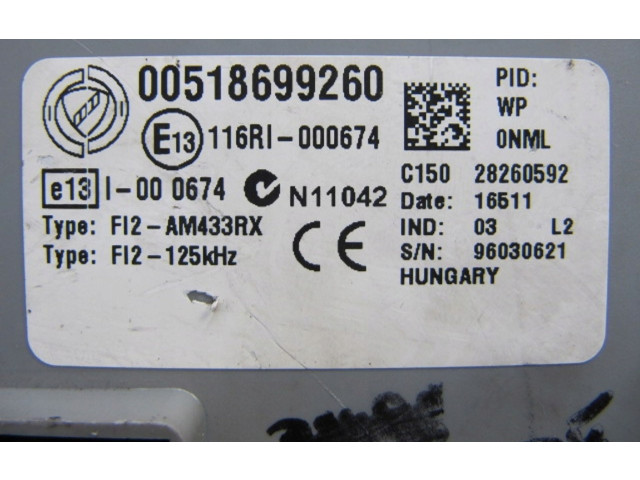 00518699260
E13 116RI-000674
e13 I-00 0674 N11042
Type: FI2-AM433RX
Type: FI2-125kHz
CE
PID:
WP
0NML
C150 28260592
Date: 16511
IND: 03 L2
S/N: 96030621
HUNGARY